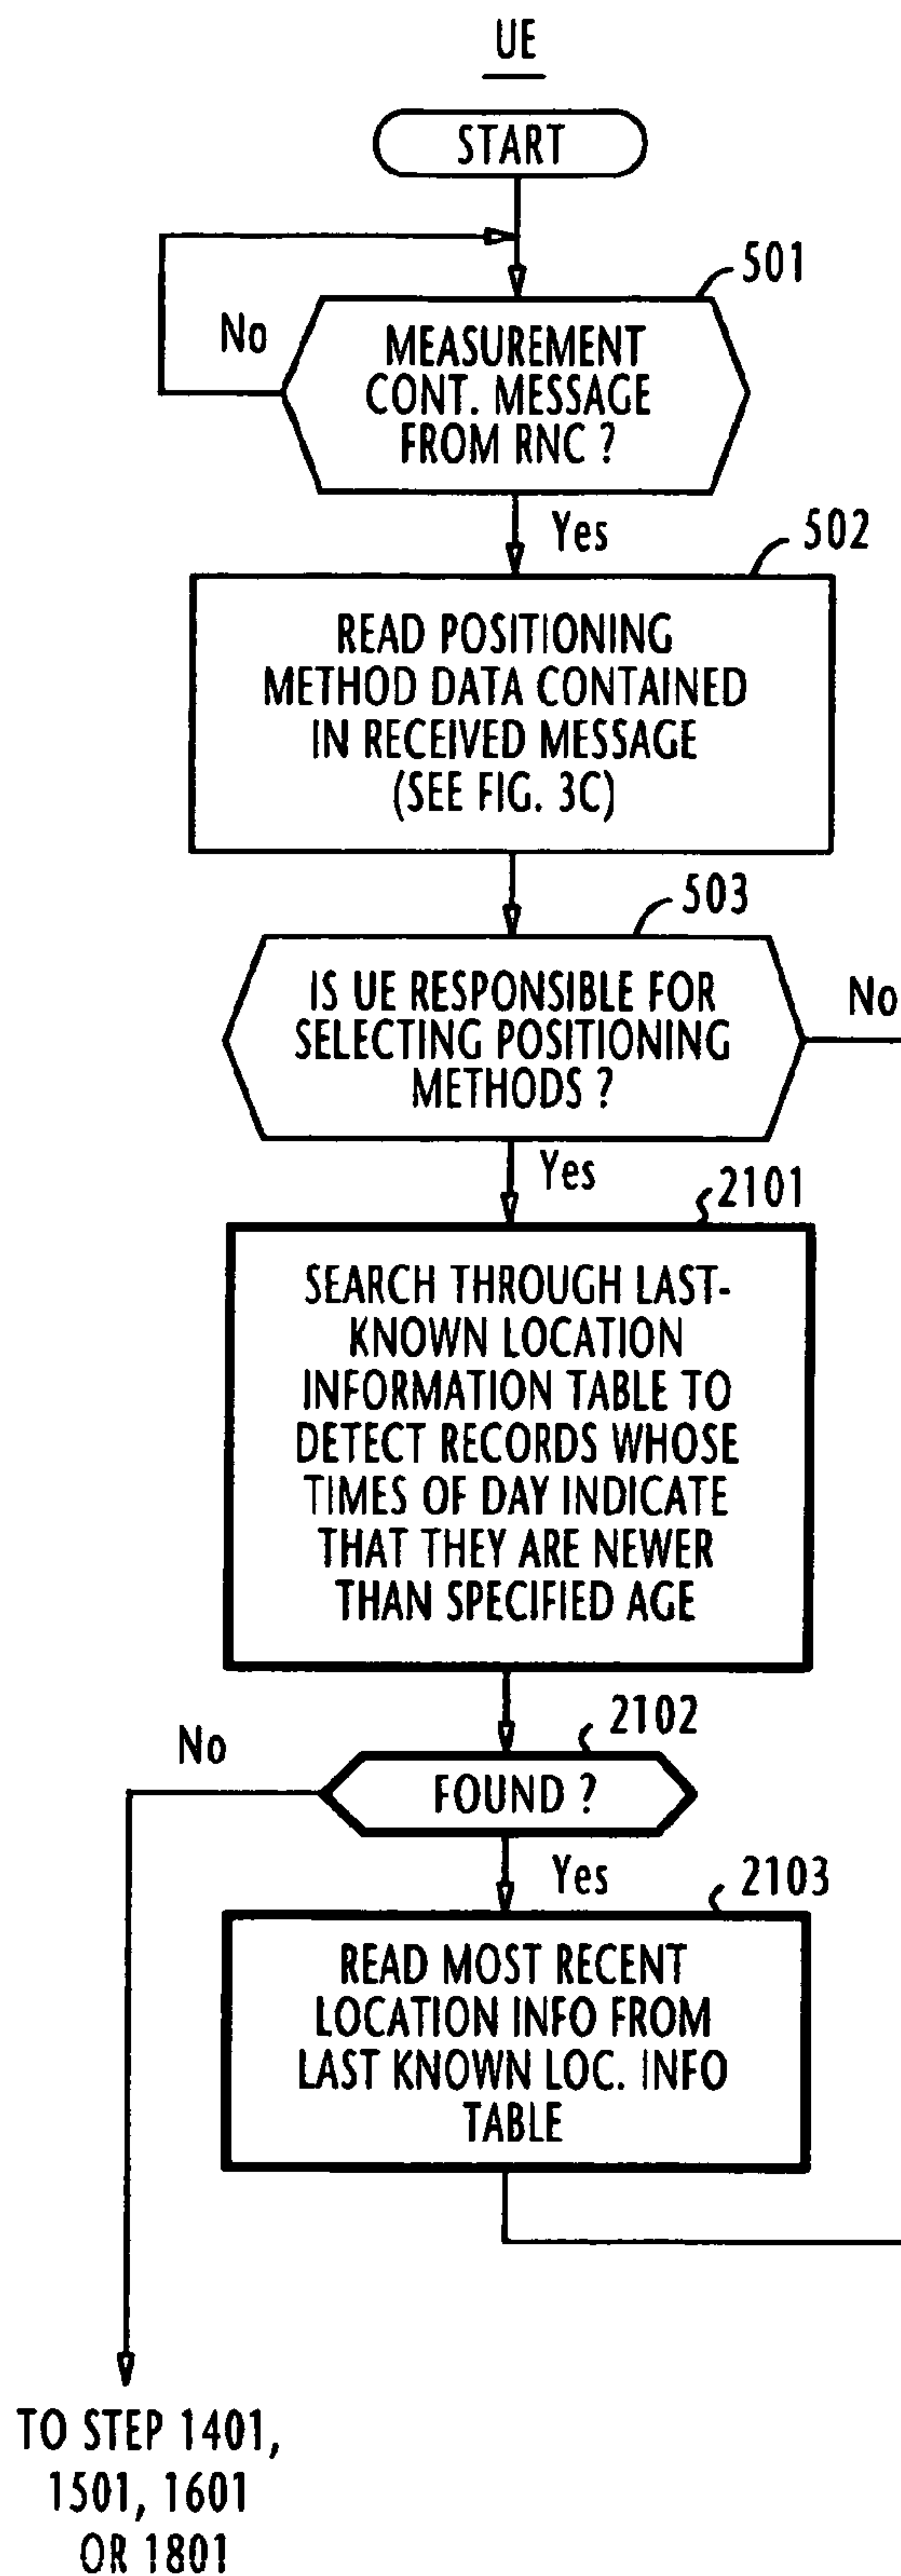 UE
START
501
No
MEASUREMENT
CONT. MESSAGE
FROM RNC ?
Yes
502
READ POSITIONING
METHOD DATA CONTAINED
IN RECEIVED MESSAGE
(SEE FIG. 3C)
503
IS UE RESPONSIBLE FOR
SELECTING POSITIONING
METHODS ?
No
Yes
2101
SEARCH THROUGH LAST-
KNOWN LOCATION
INFORMATION TABLE TO
DETECT RECORDS WHOSE
TIMES OF DAY INDICATE
THAT THEY ARE NEWER
THAN SPECIFIED AGE
2102
No
FOUND ?
Yes
2103
READ MOST RECENT
LOCATION INFO FROM
LAST KNOWN LOC. INFO
TABLE
TO STEP 1401,
1501, 1601
OR 1801